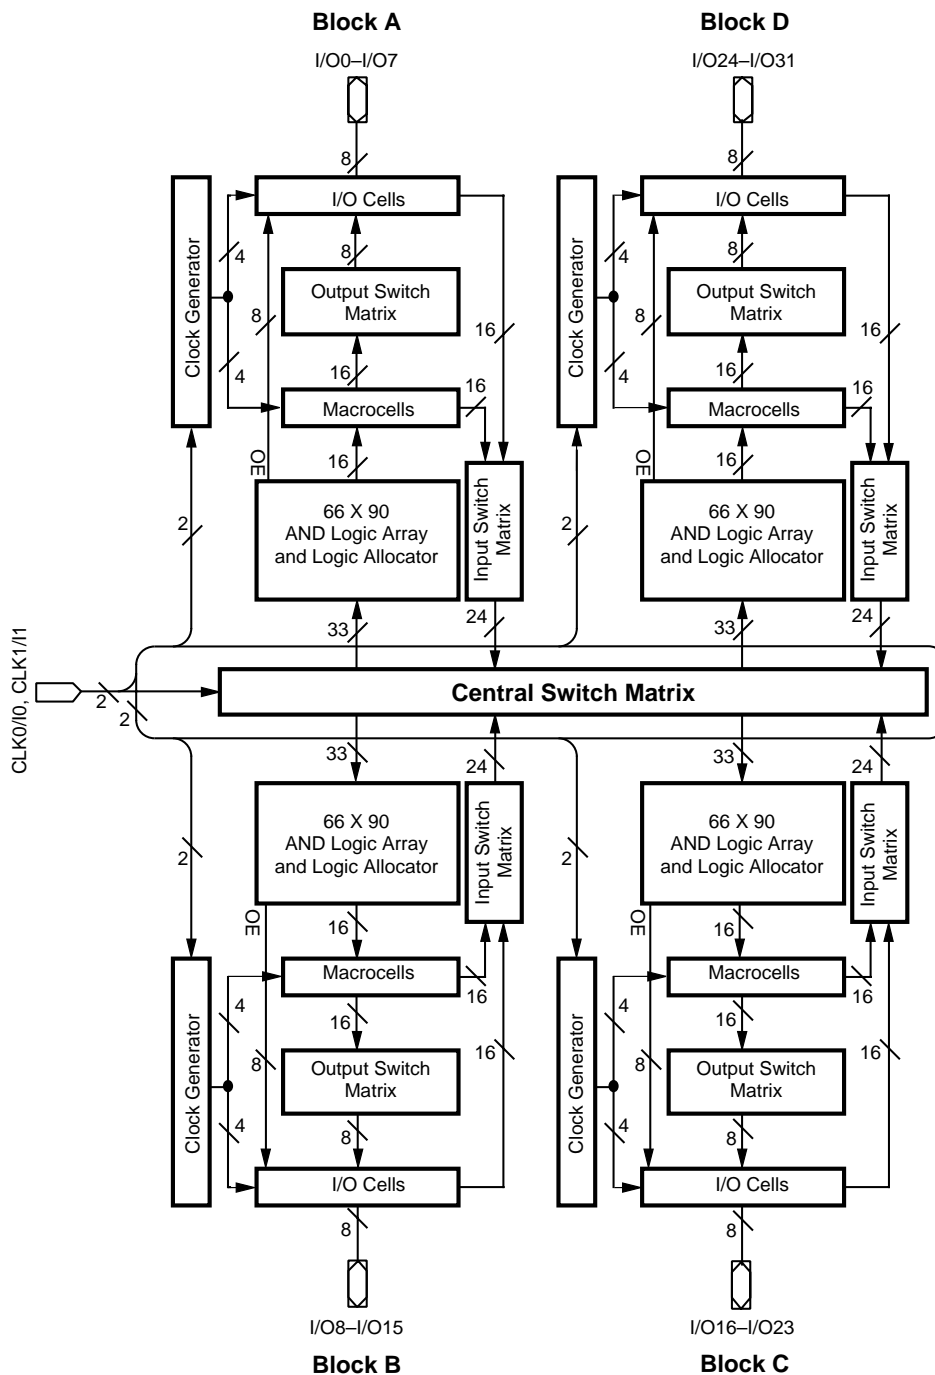 Block A
Block D
I/O0–I/O7
I/O24–I/O31
8
8
I/O Cells
I/O Cells
Clock Generator
4
8
8
Output Switch
Matrix
16
4
16
16
Macrocells
16
OE
66 X 90
AND Logic Array
and Logic Allocator
Input Switch
Matrix
2
33
24
Clock Generator
4
8
8
Output Switch
Matrix
16
4
16
16
Macrocells
16
OE
66 X 90
AND Logic Array
and Logic Allocator
Input Switch
Matrix
2
33
24
CLK0/I0, CLK1/I1
2
2
Central Switch Matrix
33
24
66 X 90
AND Logic Array
and Logic Allocator
Input Switch
Matrix
2
OE
16
Macrocells
16
4
16
16
Clock Generator
8
Output Switch
Matrix
4
8
I/O Cells
8
33
24
66 X 90
AND Logic Array
and Logic Allocator
Input Switch
Matrix
2
OE
16
Macrocells
16
4
16
16
Clock Generator
8
Output Switch
Matrix
4
8
I/O Cells
8
I/O8–I/O15
I/O16–I/O23
Block B
Block C